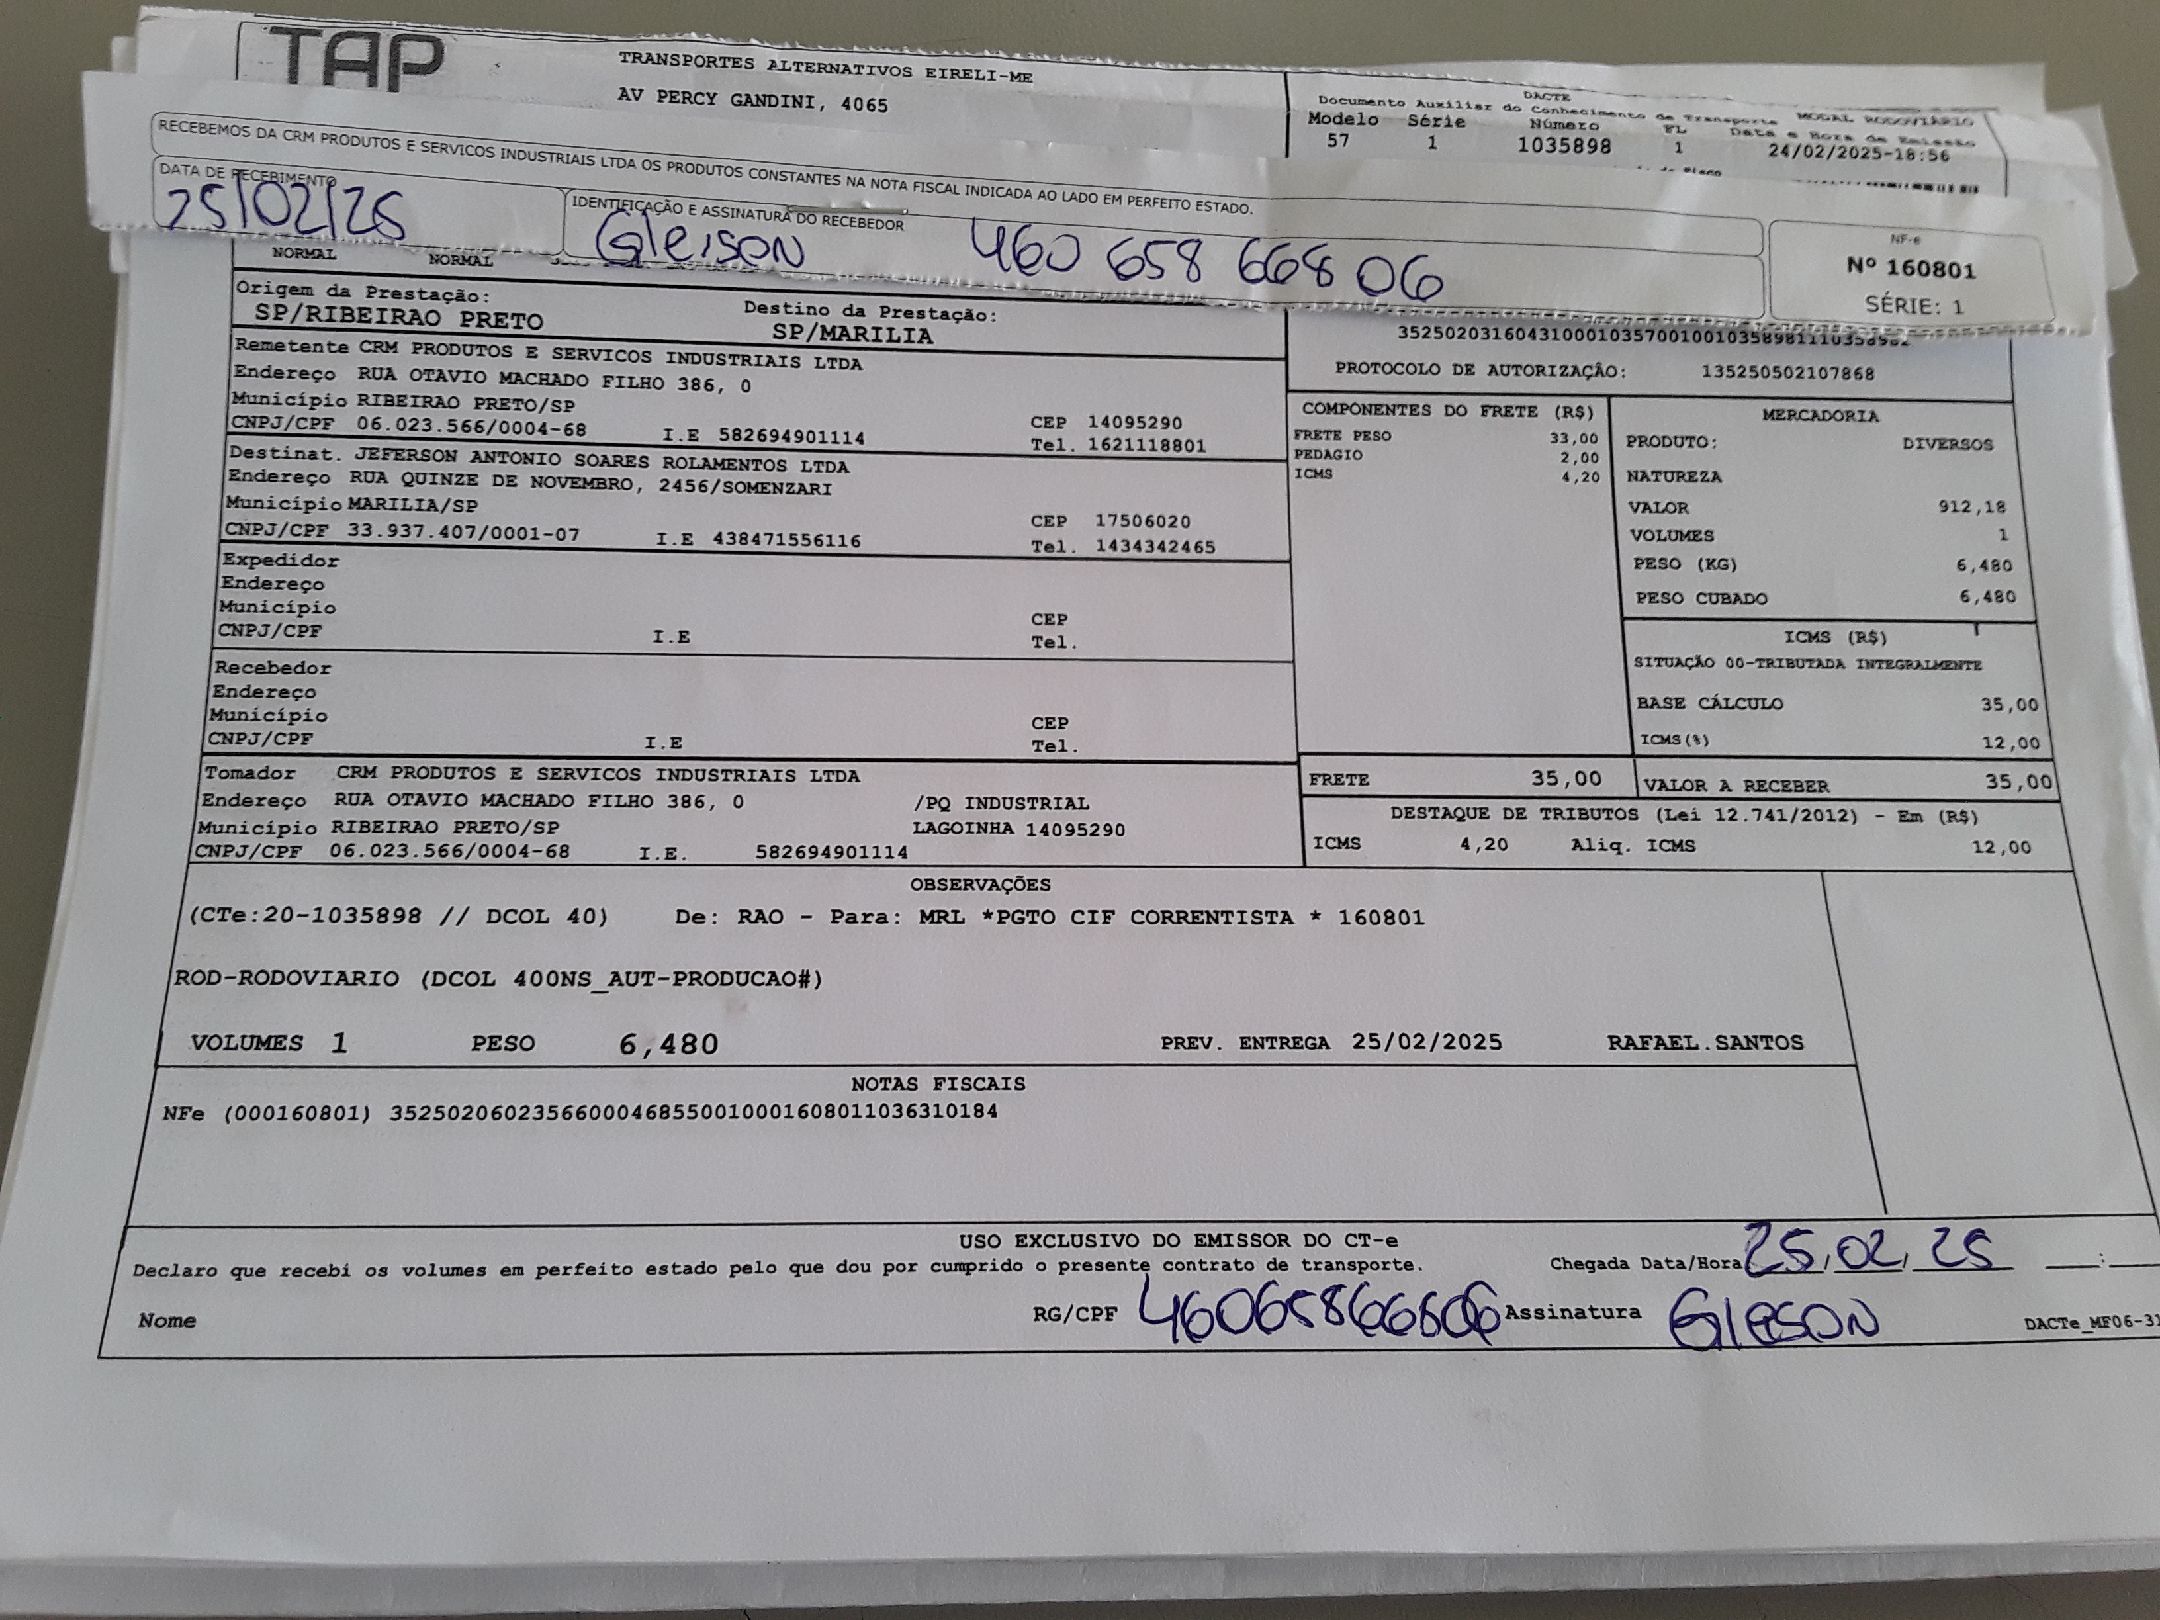 TAP
TRANSPORTES ALTERNATIVOS EIRELI-ME
AV PERCY GANDINI, 4065
DACTE
Documento Auxiliar do Conhecimento de Transporte MODAL RODOVIÁRIO
Modelo Série Número FL Data e Hora de Emissão
57 1 1035898 1 24/02/2025-18:56
RECEBEMOS DA CRM PRODUTOS E SERVICOS INDUSTRIAIS LTDA OS PRODUTOS CONSTANTES NA NOTA FISCAL INDICADA AO LADO EM PERFEITO ESTADO.
DATA DE RECEBIMENTO
25/02/25
IDENTIFICAÇÃO E ASSINATURA DO RECEBEDOR
Gleison 460 658 668 06
NF-e
Nº 160801
SÉRIE: 1
NORMAL NORMAL
Origem da Prestação: Destino da Prestação:
SP/RIBEIRAO PRETO SP/MARILIA
Remetente CRM PRODUTOS E SERVICOS INDUSTRIAIS LTDA
Endereço RUA OTAVIO MACHADO FILHO 386, 0
Município RIBEIRAO PRETO/SP CEP 14095290
CNPJ/CPF 06.023.566/0004-68 I.E 582694901114 Tel. 1621118801
Destinat. JEFERSON ANTONIO SOARES ROLAMENTOS LTDA
Endereço RUA QUINZE DE NOVEMBRO, 2456/SOMENZARI
Município MARILIA/SP CEP 17506020
CNPJ/CPF 33.937.407/0001-07 I.E 438471556116 Tel. 1434342465
Expedidor
Endereço
Município CEP
CNPJ/CPF I.E Tel.
Recebedor
Endereço
Município CEP
CNPJ/CPF I.E Tel.
Tomador CRM PRODUTOS E SERVICOS INDUSTRIAIS LTDA
Endereço RUA OTAVIO MACHADO FILHO 386, 0 /PQ INDUSTRIAL
Município RIBEIRAO PRETO/SP LAGOINHA 14095290
CNPJ/CPF 06.023.566/0004-68 I.E. 582694901114
PROTOCOLO DE AUTORIZAÇÃO: 135250502107868
COMPONENTES DO FRETE (R$)
FRETE PESO 33,00
PEDAGIO 2,00
ICMS 4,20
MERCADORIA
PRODUTO: DIVERSOS
NATUREZA
VALOR 912,18
VOLUMES 1
PESO (KG) 6,480
PESO CUBADO 6,480
ICMS (R$)
SITUAÇÃO 00-TRIBUTADA INTEGRALMENTE
BASE CÁLCULO 35,00
ICMS(%) 12,00
FRETE 35,00 VALOR A RECEBER 35,00
DESTAQUE DE TRIBUTOS (Lei 12.741/2012) - Em (R$)
ICMS 4,20 Aliq. ICMS 12,00
OBSERVAÇÕES
(CTe:20-1035898 // DCOL 40) De: RAO - Para: MRL *PGTO CIF CORRENTISTA * 160801
ROD-RODOVIARIO (DCOL 400NS_AUT-PRODUCAO#)
VOLUMES 1 PESO 6,480 PREV. ENTREGA 25/02/2025 RAFAEL.SANTOS
NOTAS FISCAIS
NFe (000160801) 35250206023566000468550010001608011036310184
USO EXCLUSIVO DO EMISSOR DO CT-e
Declaro que recebi os volumes em perfeito estado pelo que dou por cumprido o presente contrato de transporte. Chegada Data/Hora 25/02/25
Nome RG/CPF 46065866806 Assinatura Gleison DACTe_MF06-31